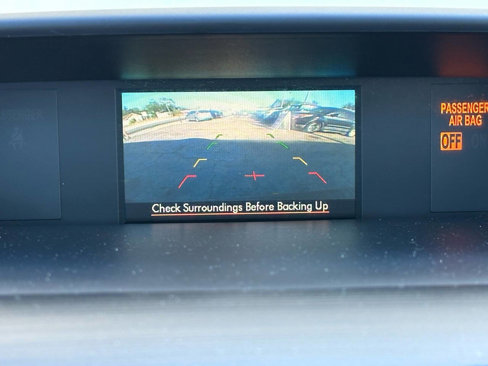 PASSENGER
AIR BAG
OFF
Check Surroundings Before Backing Up